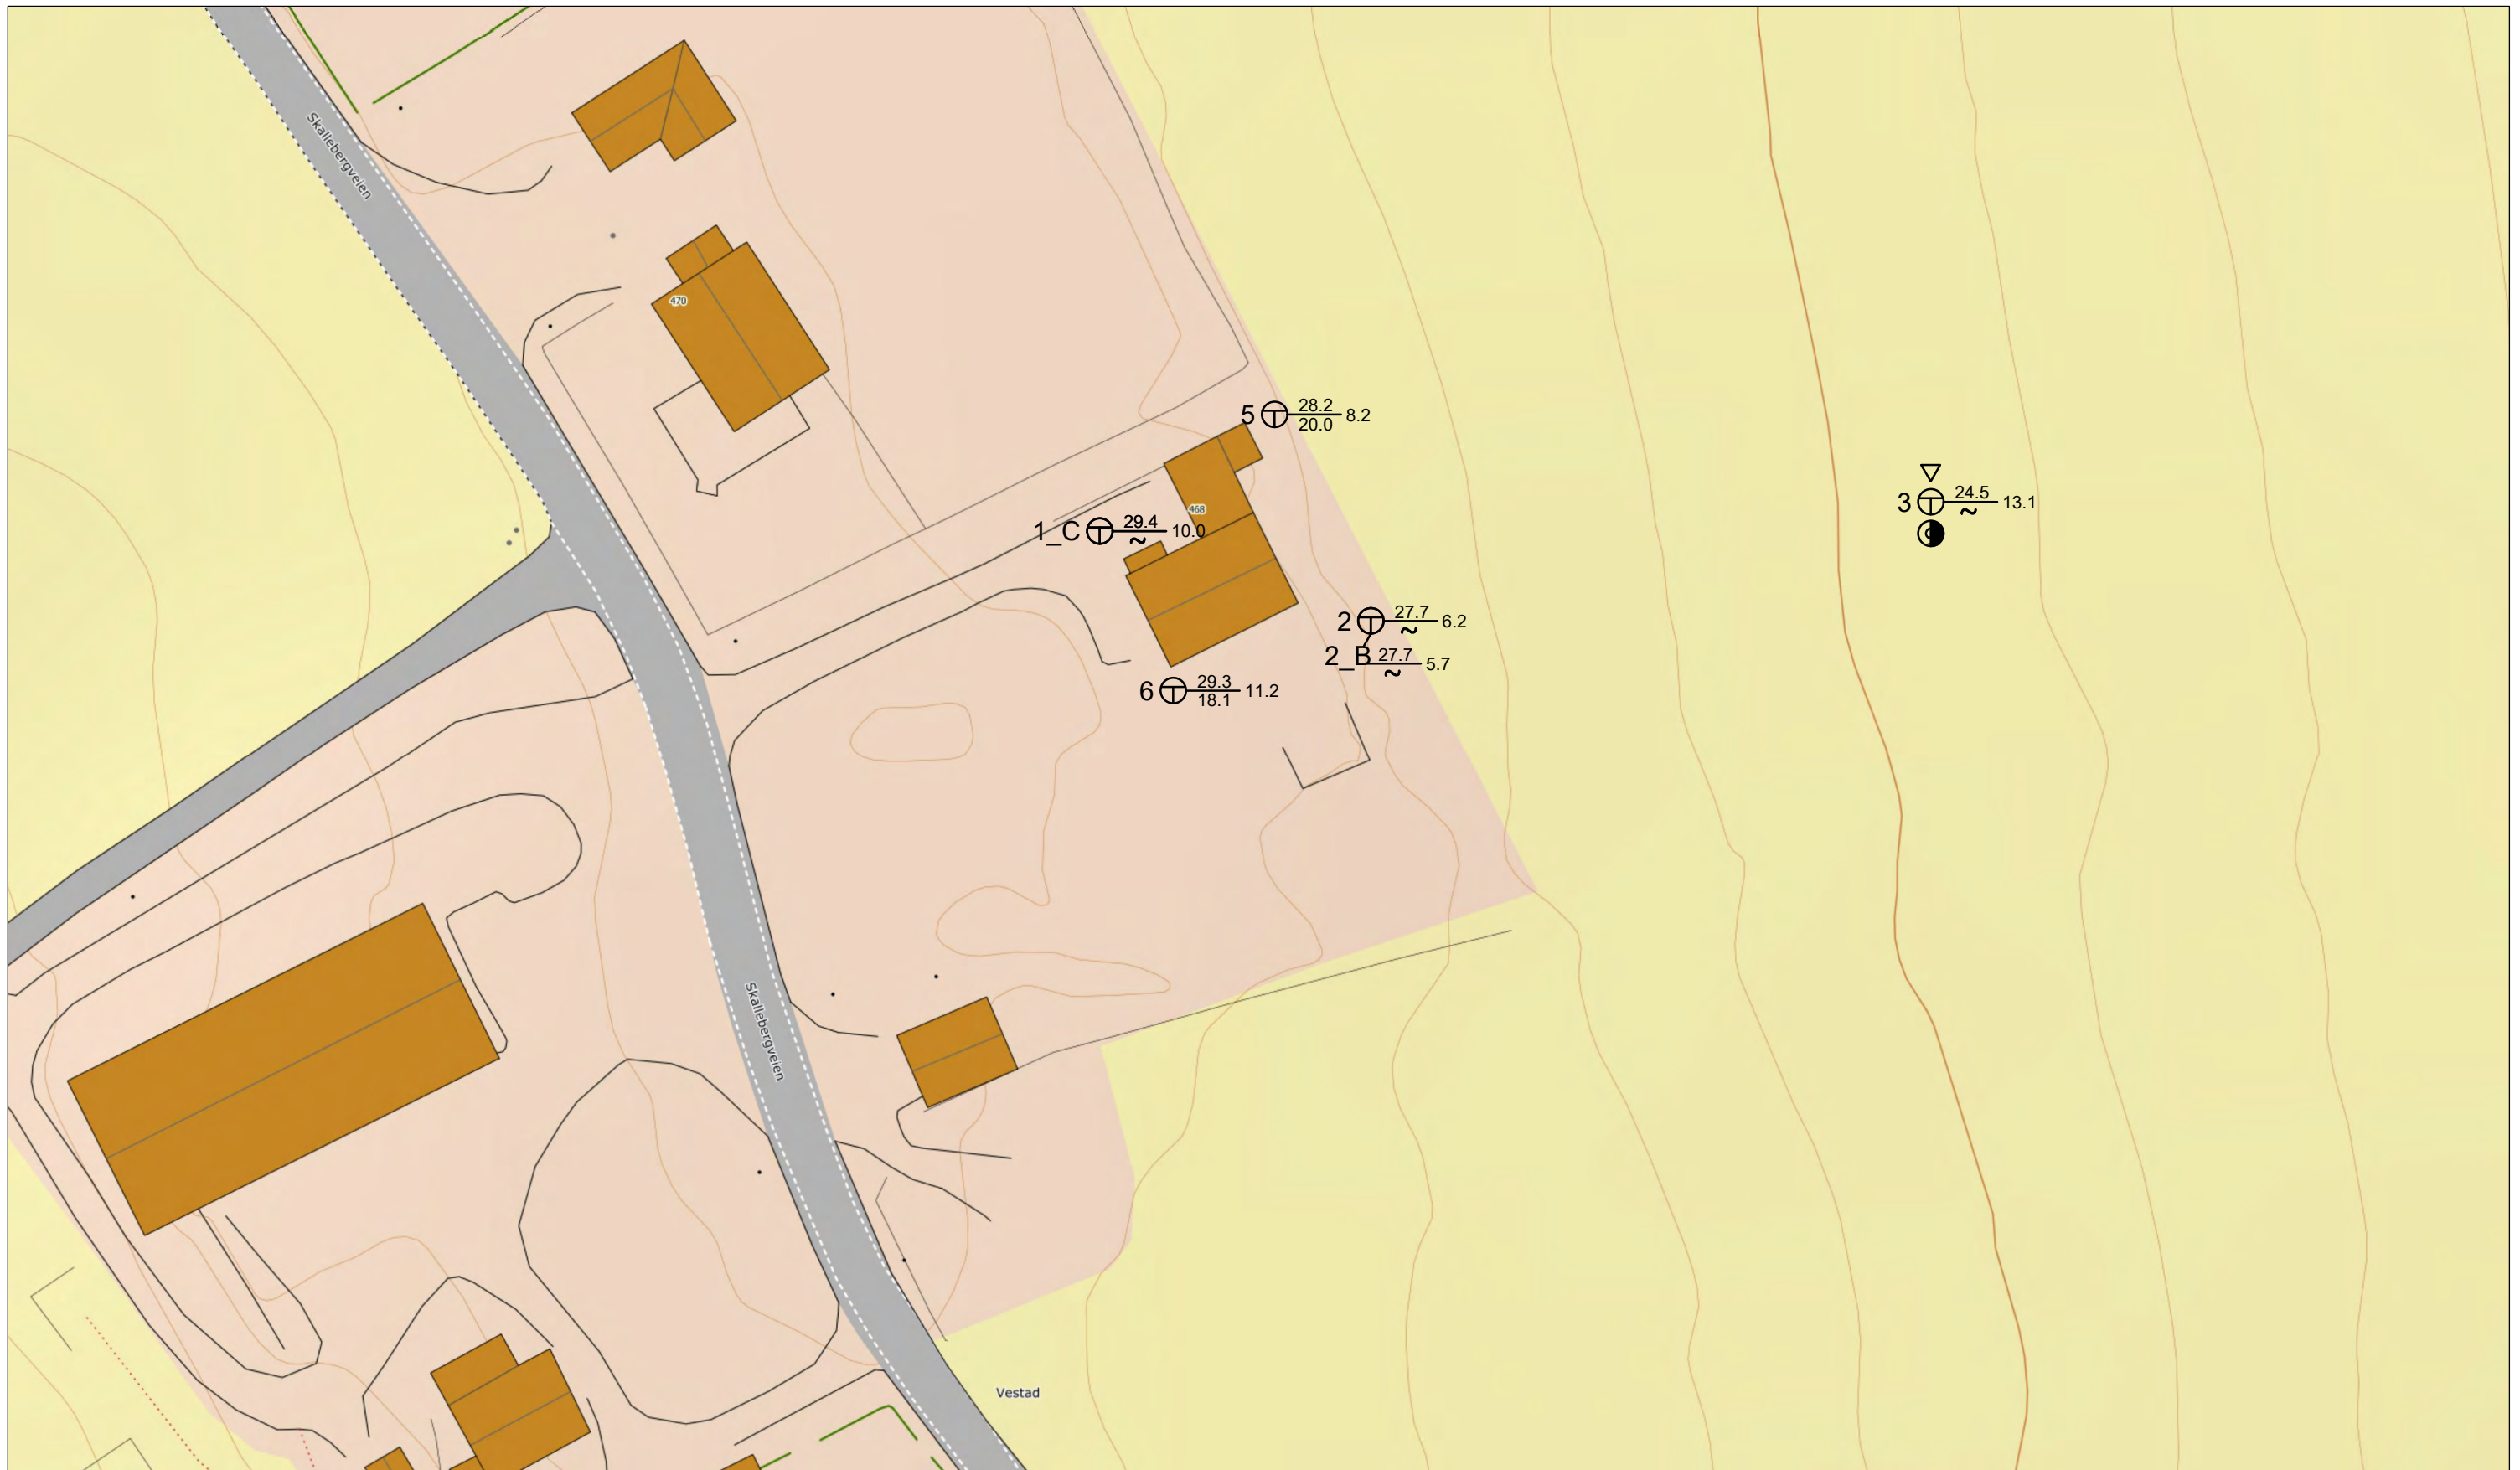 Skallebergveien
470
5 28.2 8.2
20.0
468
1_C 29.4 10.0
~
3 24.5 13.1
~
2 27.7 6.2
~
2_B 27.7 5.7
~
6 29.3 11.2
18.1
Skallebergveien
Vestad